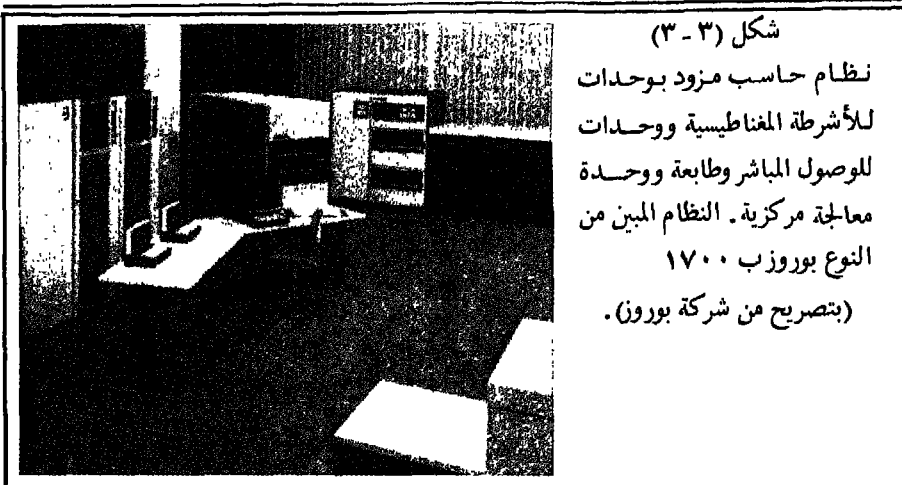 شكل (٣ - ٣)
نظام حاسب مزود بوحدات
للأشرطة المغناطيسية ووحدات
للوصول المباشر وطابعة ووحدة
معالجة مركزية. النظام المبين من
النوع بوروز ب ١٧٠٠
(بتصريح من شركة بوروز).